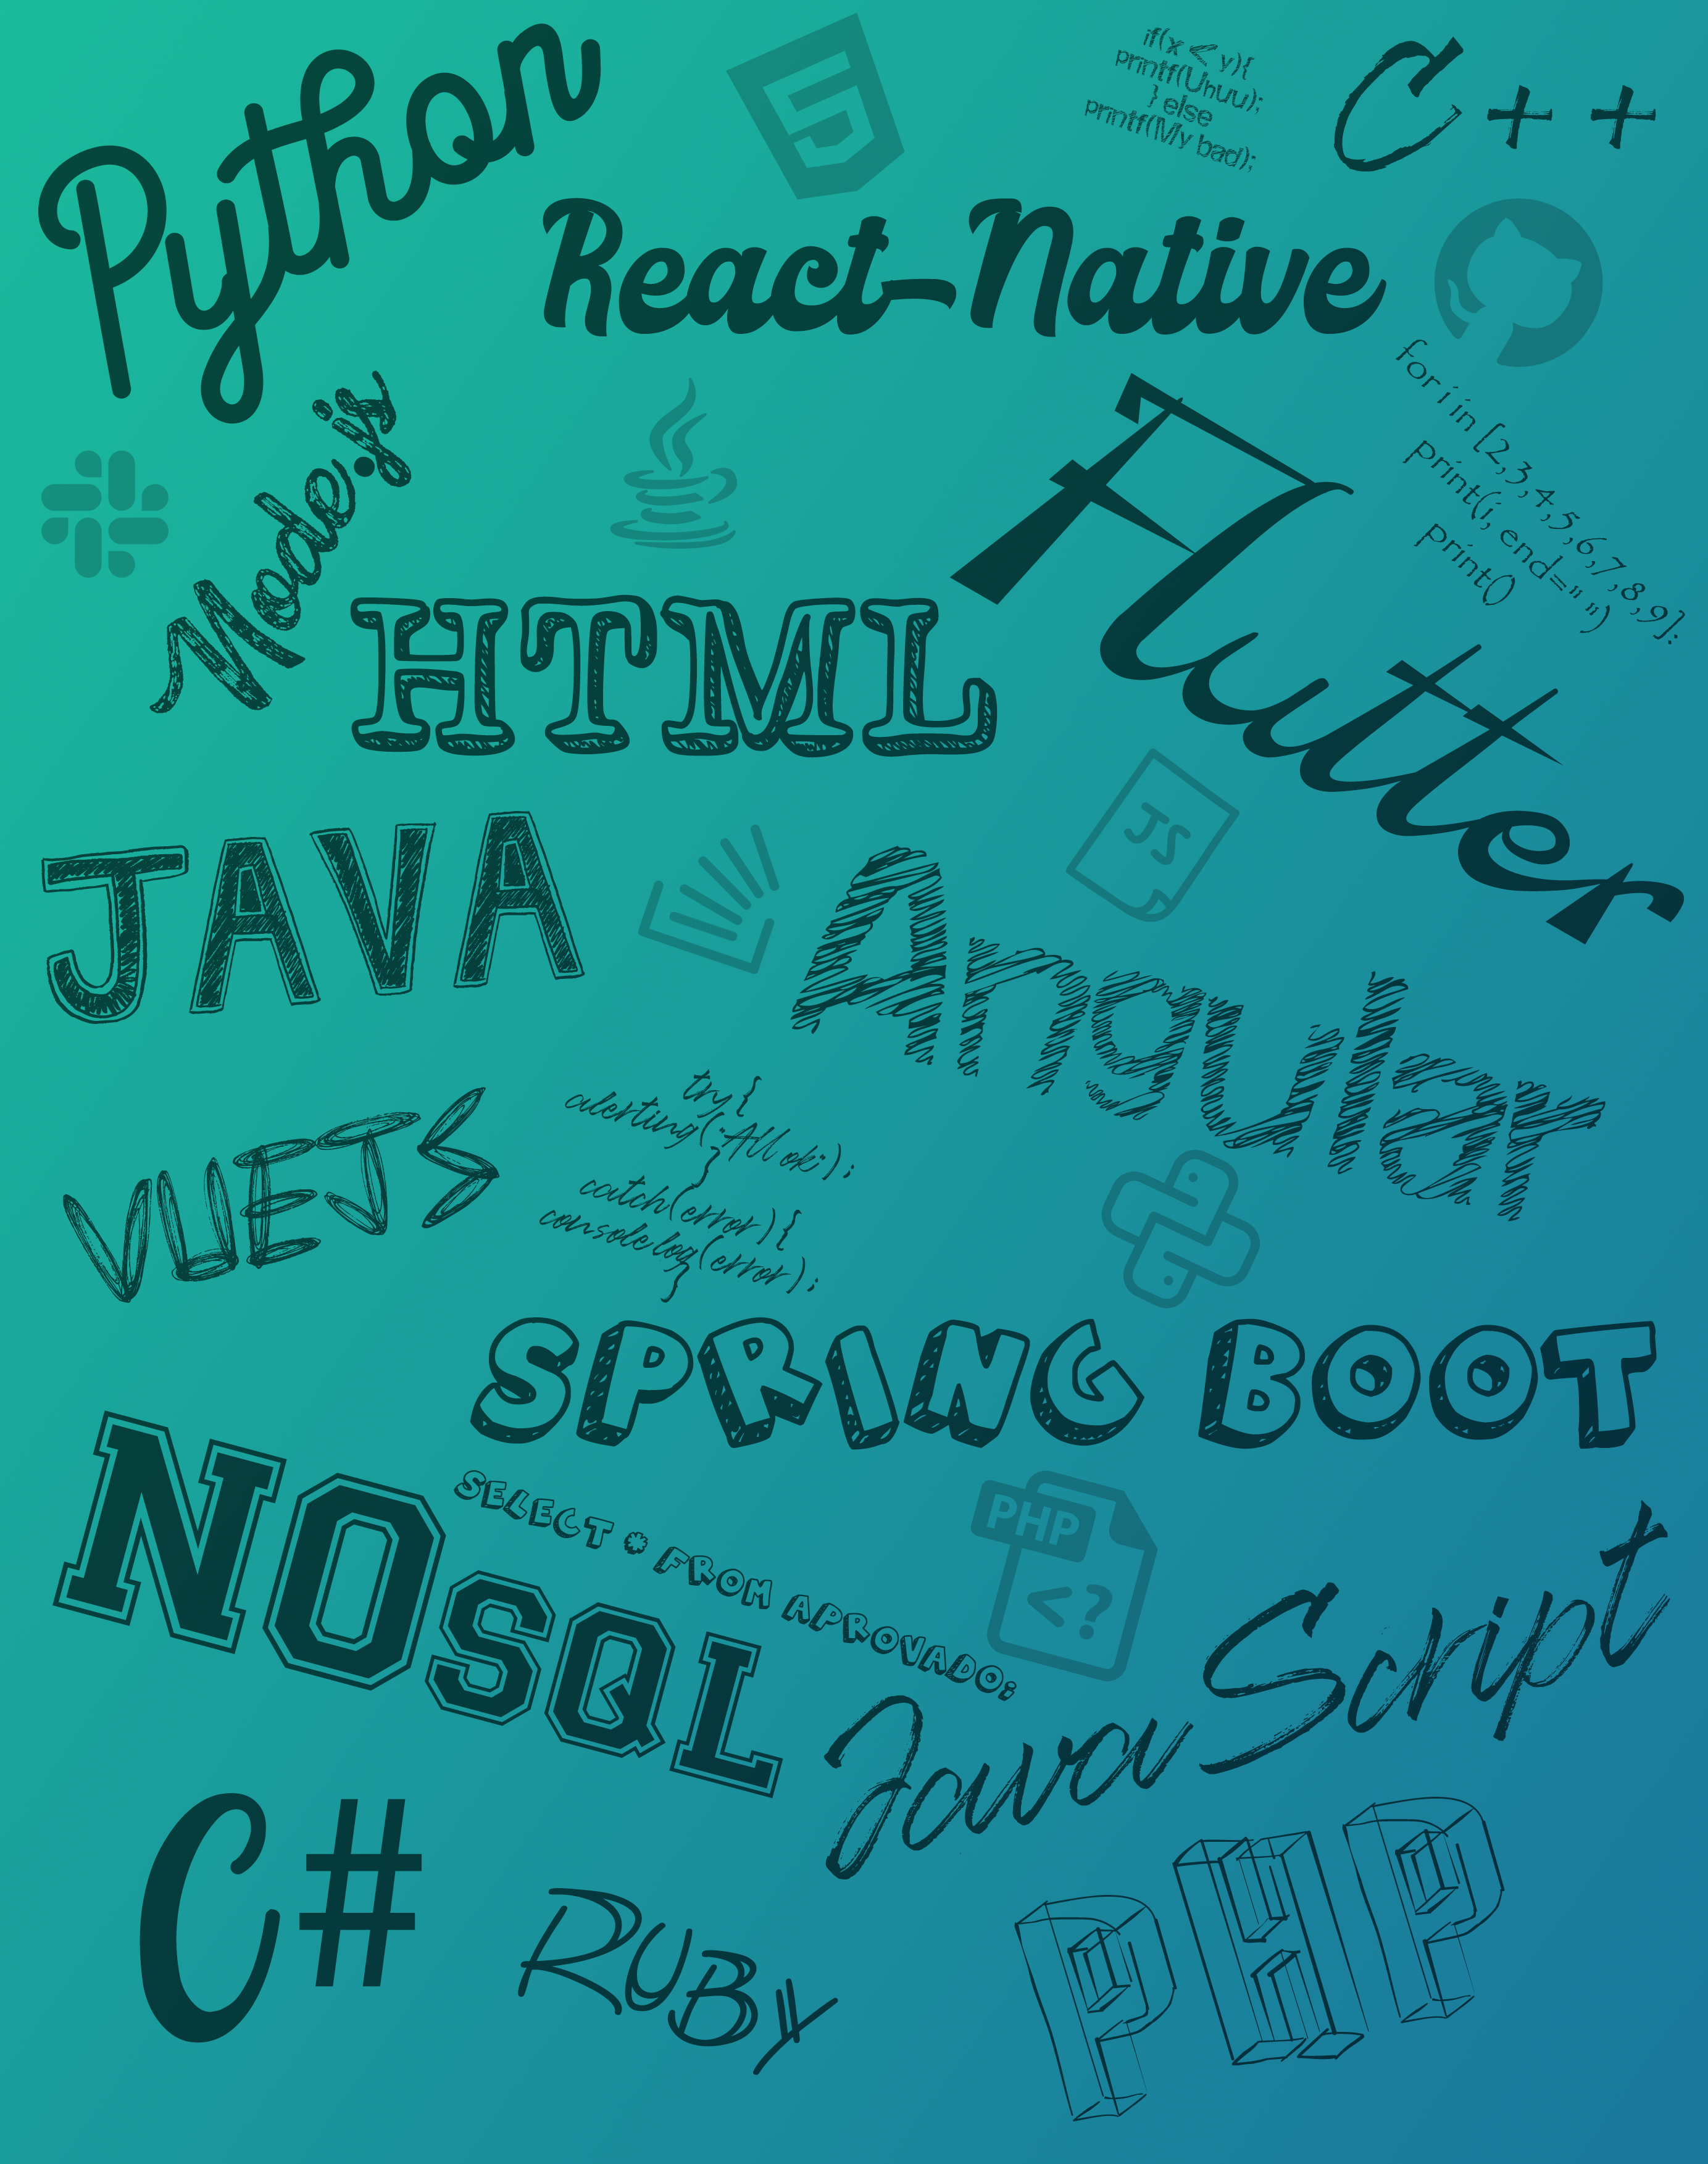 Python
if(x < y){
printf(Uhuu);
} else
printf(My bad);
C++
React-Native
Node.js
Flutter
for i in [2,3,4,5,6,7,8,9]:
print(i, end=" ")
print()
HTML
JS
JAVA
Angular
VUEJS
try {
alerting("All ok");
}
catch(error) {
console log(error);
}
SPRING BOOT
NOSQL
SELECT * FROM APROVADO;
PHP
<?
JavaScript
C#
RUBY
PHP